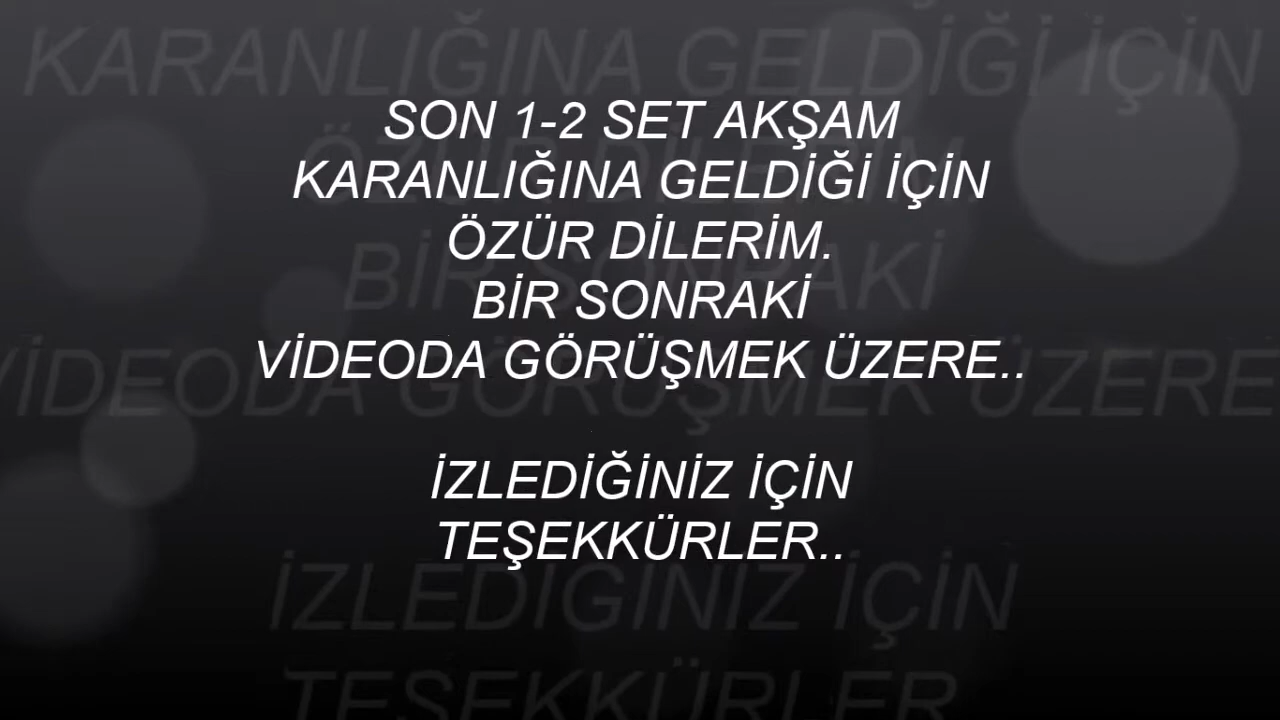 SON 1-2 SET AKŞAM
KARANLIĞINA GELDİĞİ İÇİN
ÖZÜR DİLERİM.
BİR SONRAKİ
VİDEODA GÖRÜŞMEK ÜZERE..
İZLEDİĞİNİZ İÇİN
TEŞEKKÜRLER..